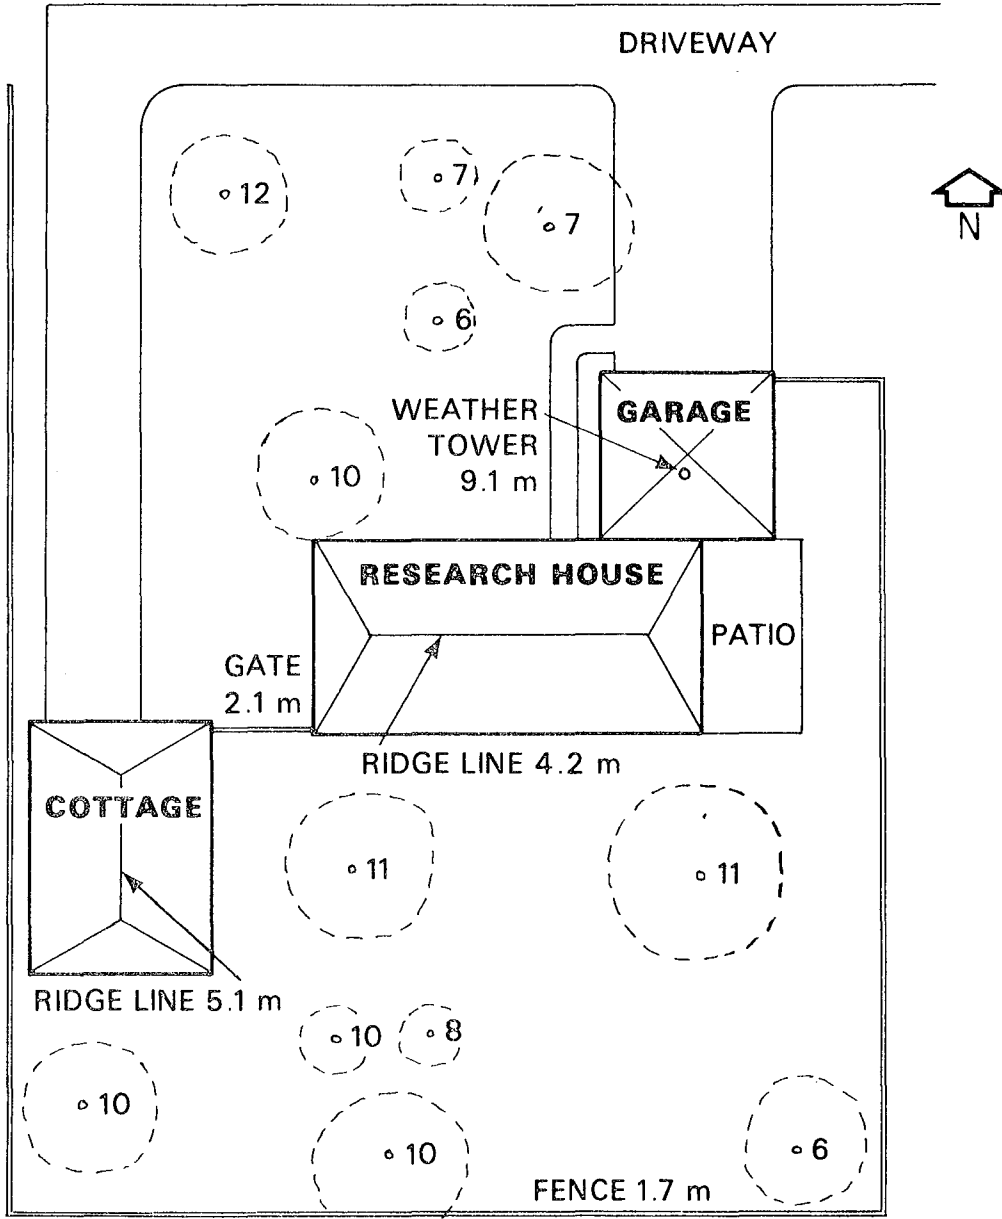 DRIVEWAY
12
7
7
N
6
WEATHER
TOWER
9.1 m
GARAGE
10
RESEARCH HOUSE
PATIO
GATE
2.1 m
RIDGE LINE 4.2 m
COTTAGE
11
11
RIDGE LINE 5.1 m
10
8
10
10
6
FENCE 1.7 m